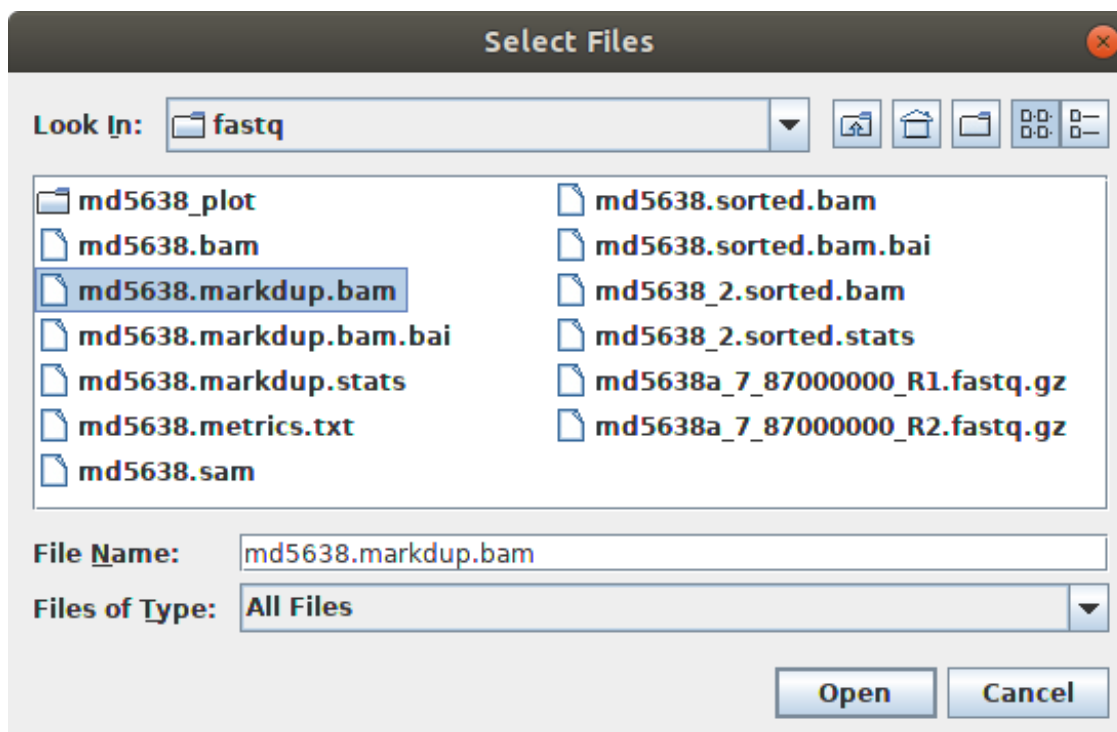 Select Files
Look In: fastq
md5638_plot
md5638.bam
md5638.markdup.bam
md5638.markdup.bam.bai
md5638.markdup.stats
md5638.metrics.txt
md5638.sam
md5638.sorted.bam
md5638.sorted.bam.bai
md5638_2.sorted.bam
md5638_2.sorted.stats
md5638a_7_87000000_R1.fastq.gz
md5638a_7_87000000_R2.fastq.gz
File Name: md5638.markdup.bam
Files of Type: All Files
Open Cancel